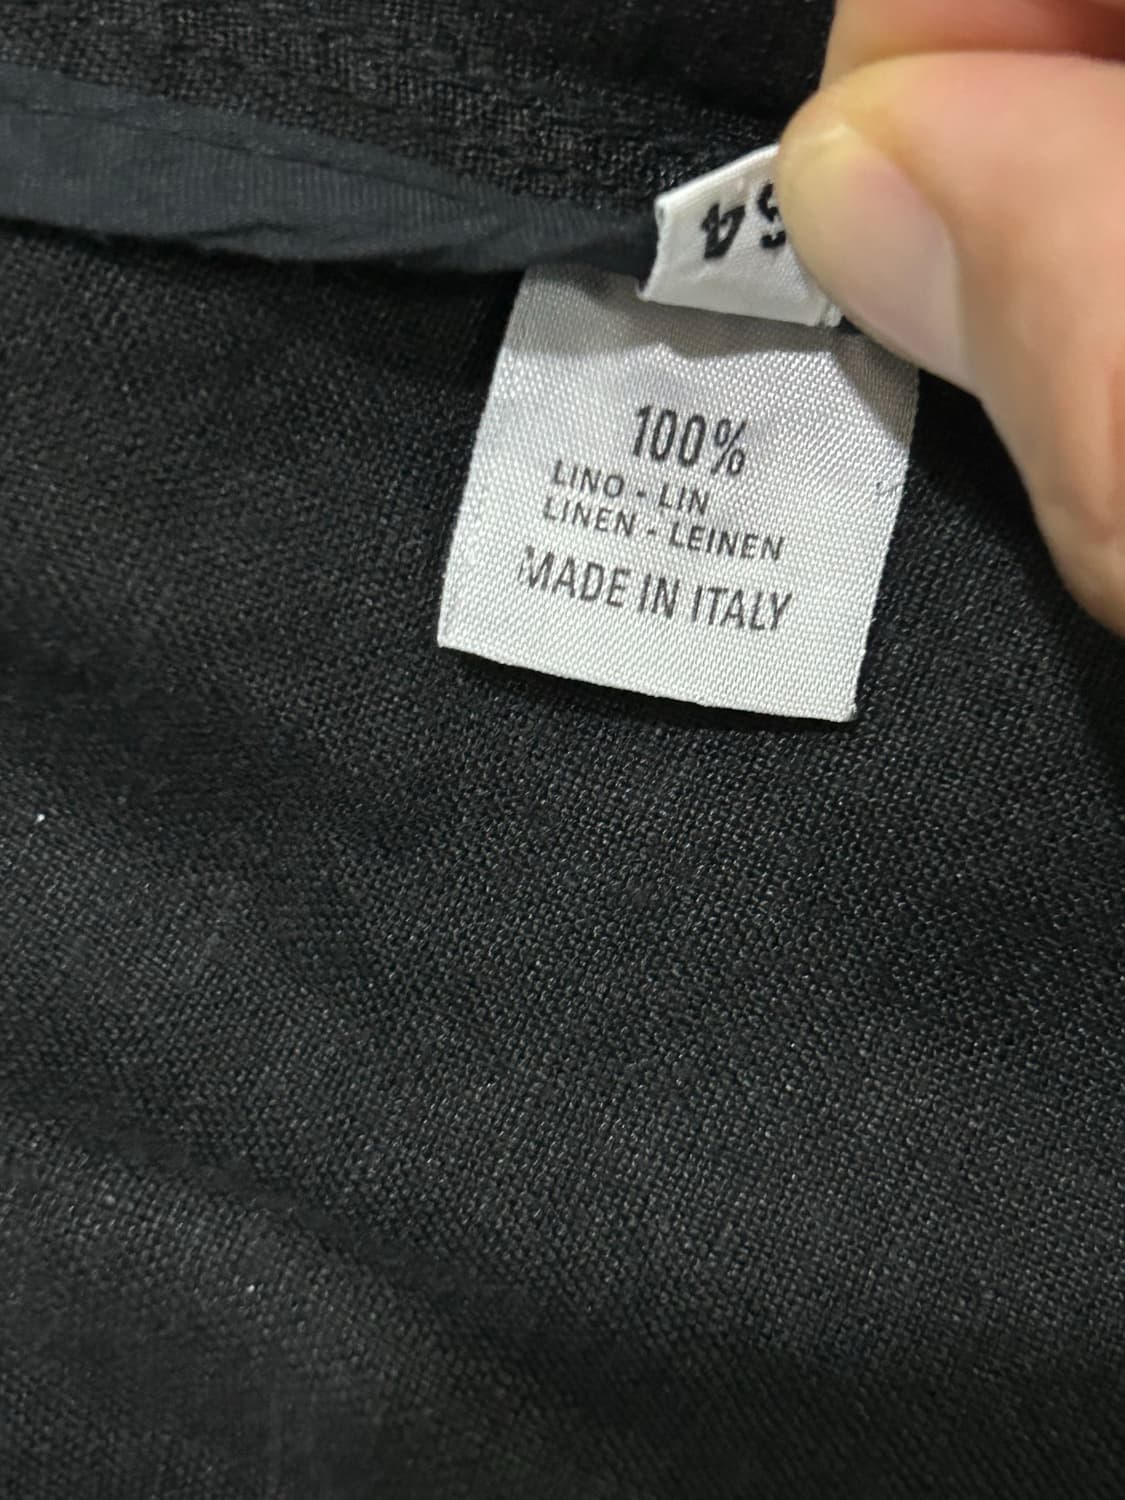 100%
LINO - LIN
LINEN - LEINEN
MADE IN ITALY